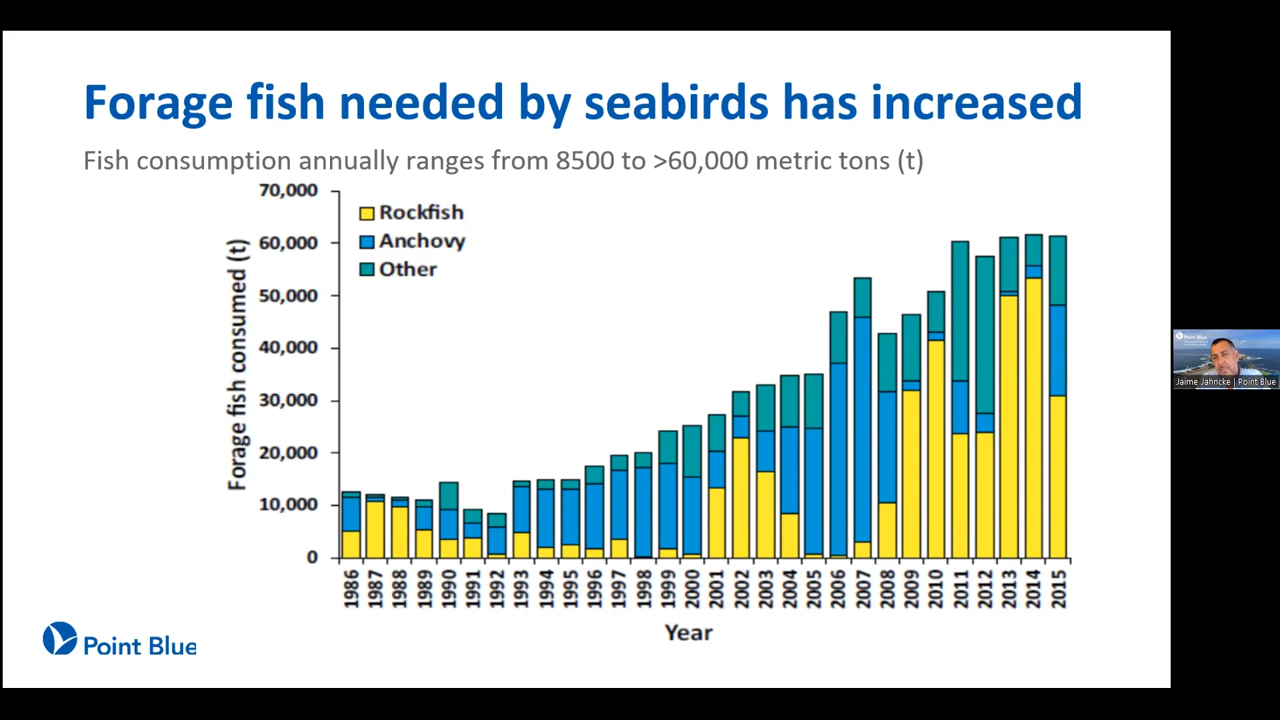 Forage fish needed by seabirds has increased
Fish consumption annually ranges from 8500 to >60,000 metric tons (t)
70,000
60,000
50,000
40,000
30,000
20,000
10,000
0
Forage fish consumed (t)
Rockfish
Anchovy
Other
1986 1987 1988 1989 1990 1991 1992 1993 1994 1995 1996 1997 1998 1999 2000 2001 2002 2003 2004 2005 2006 2007 2008 2009 2010 2011 2012 2013 2014 2015
Year
Point Blue
Point Blue
Jaime Jahncke | Point Blue